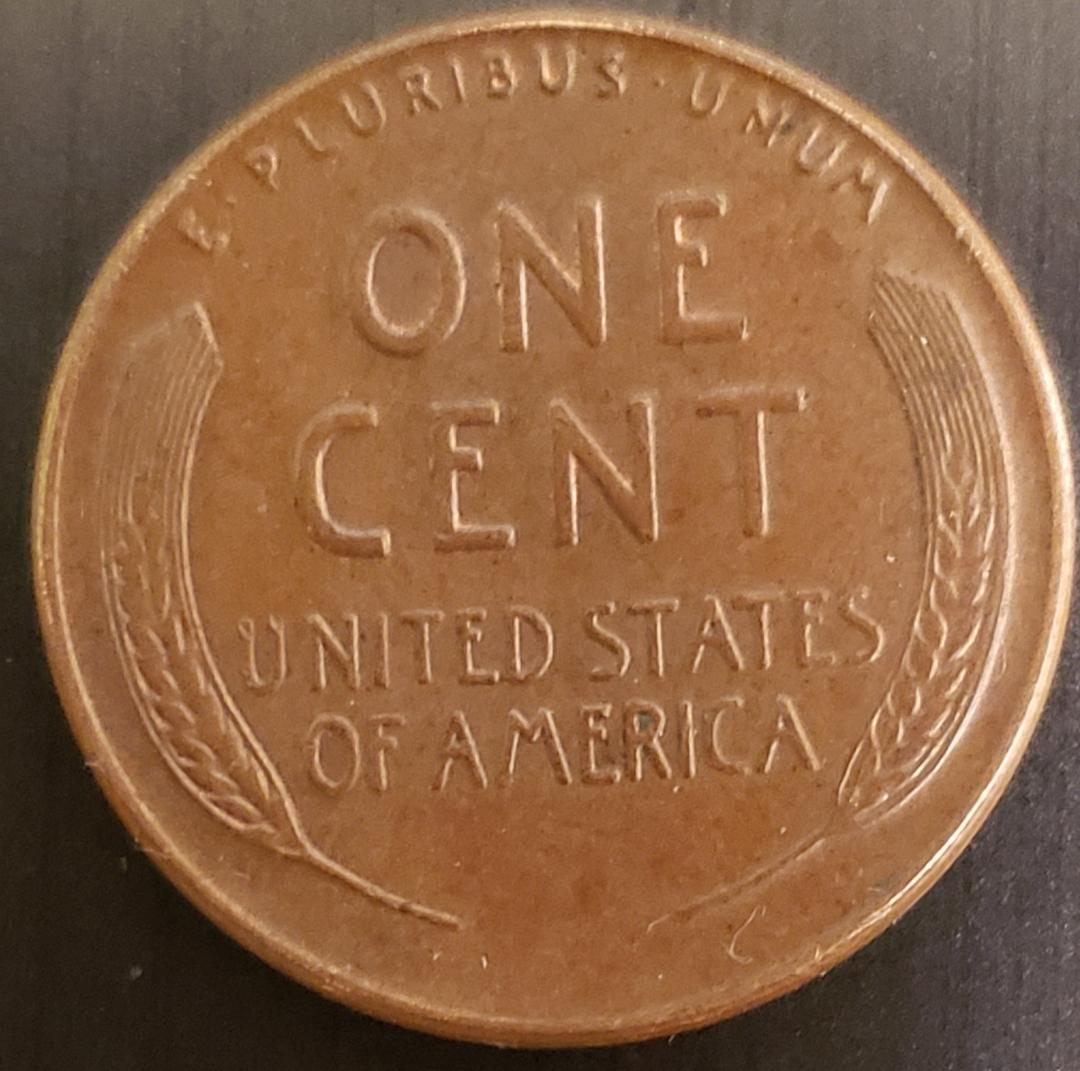 E·PLURIBUS·UNUM
ONE
CENT
UNITED STATES
OF AMERICA